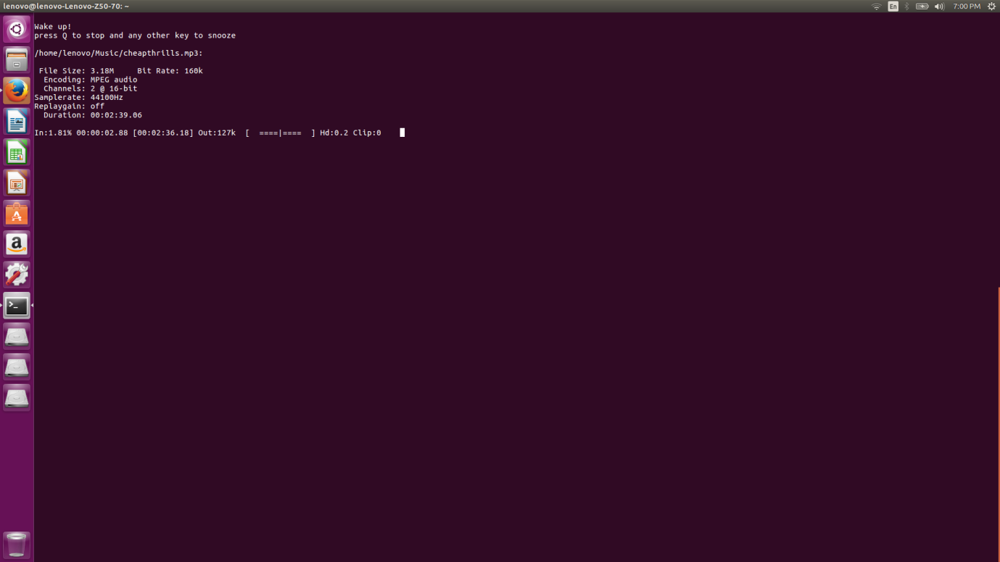 lenovo@lenovo-Lenovo-Z50-70: ~
En
7:00 PM
Wake up!
press Q to stop and any other key to snooze
/home/lenovo/Music/cheapthrills.mp3:
File Size: 3.18M     Bit Rate: 160k
Encoding: MPEG audio
Channels: 2 @ 16-bit
Samplerate: 44100Hz
Replaygain: off
Duration: 00:02:39.06
In:1.81% 00:00:02.88 [00:02:36.18] Out:127k  [  ====|====  ] Hd:0.2 Clip:0